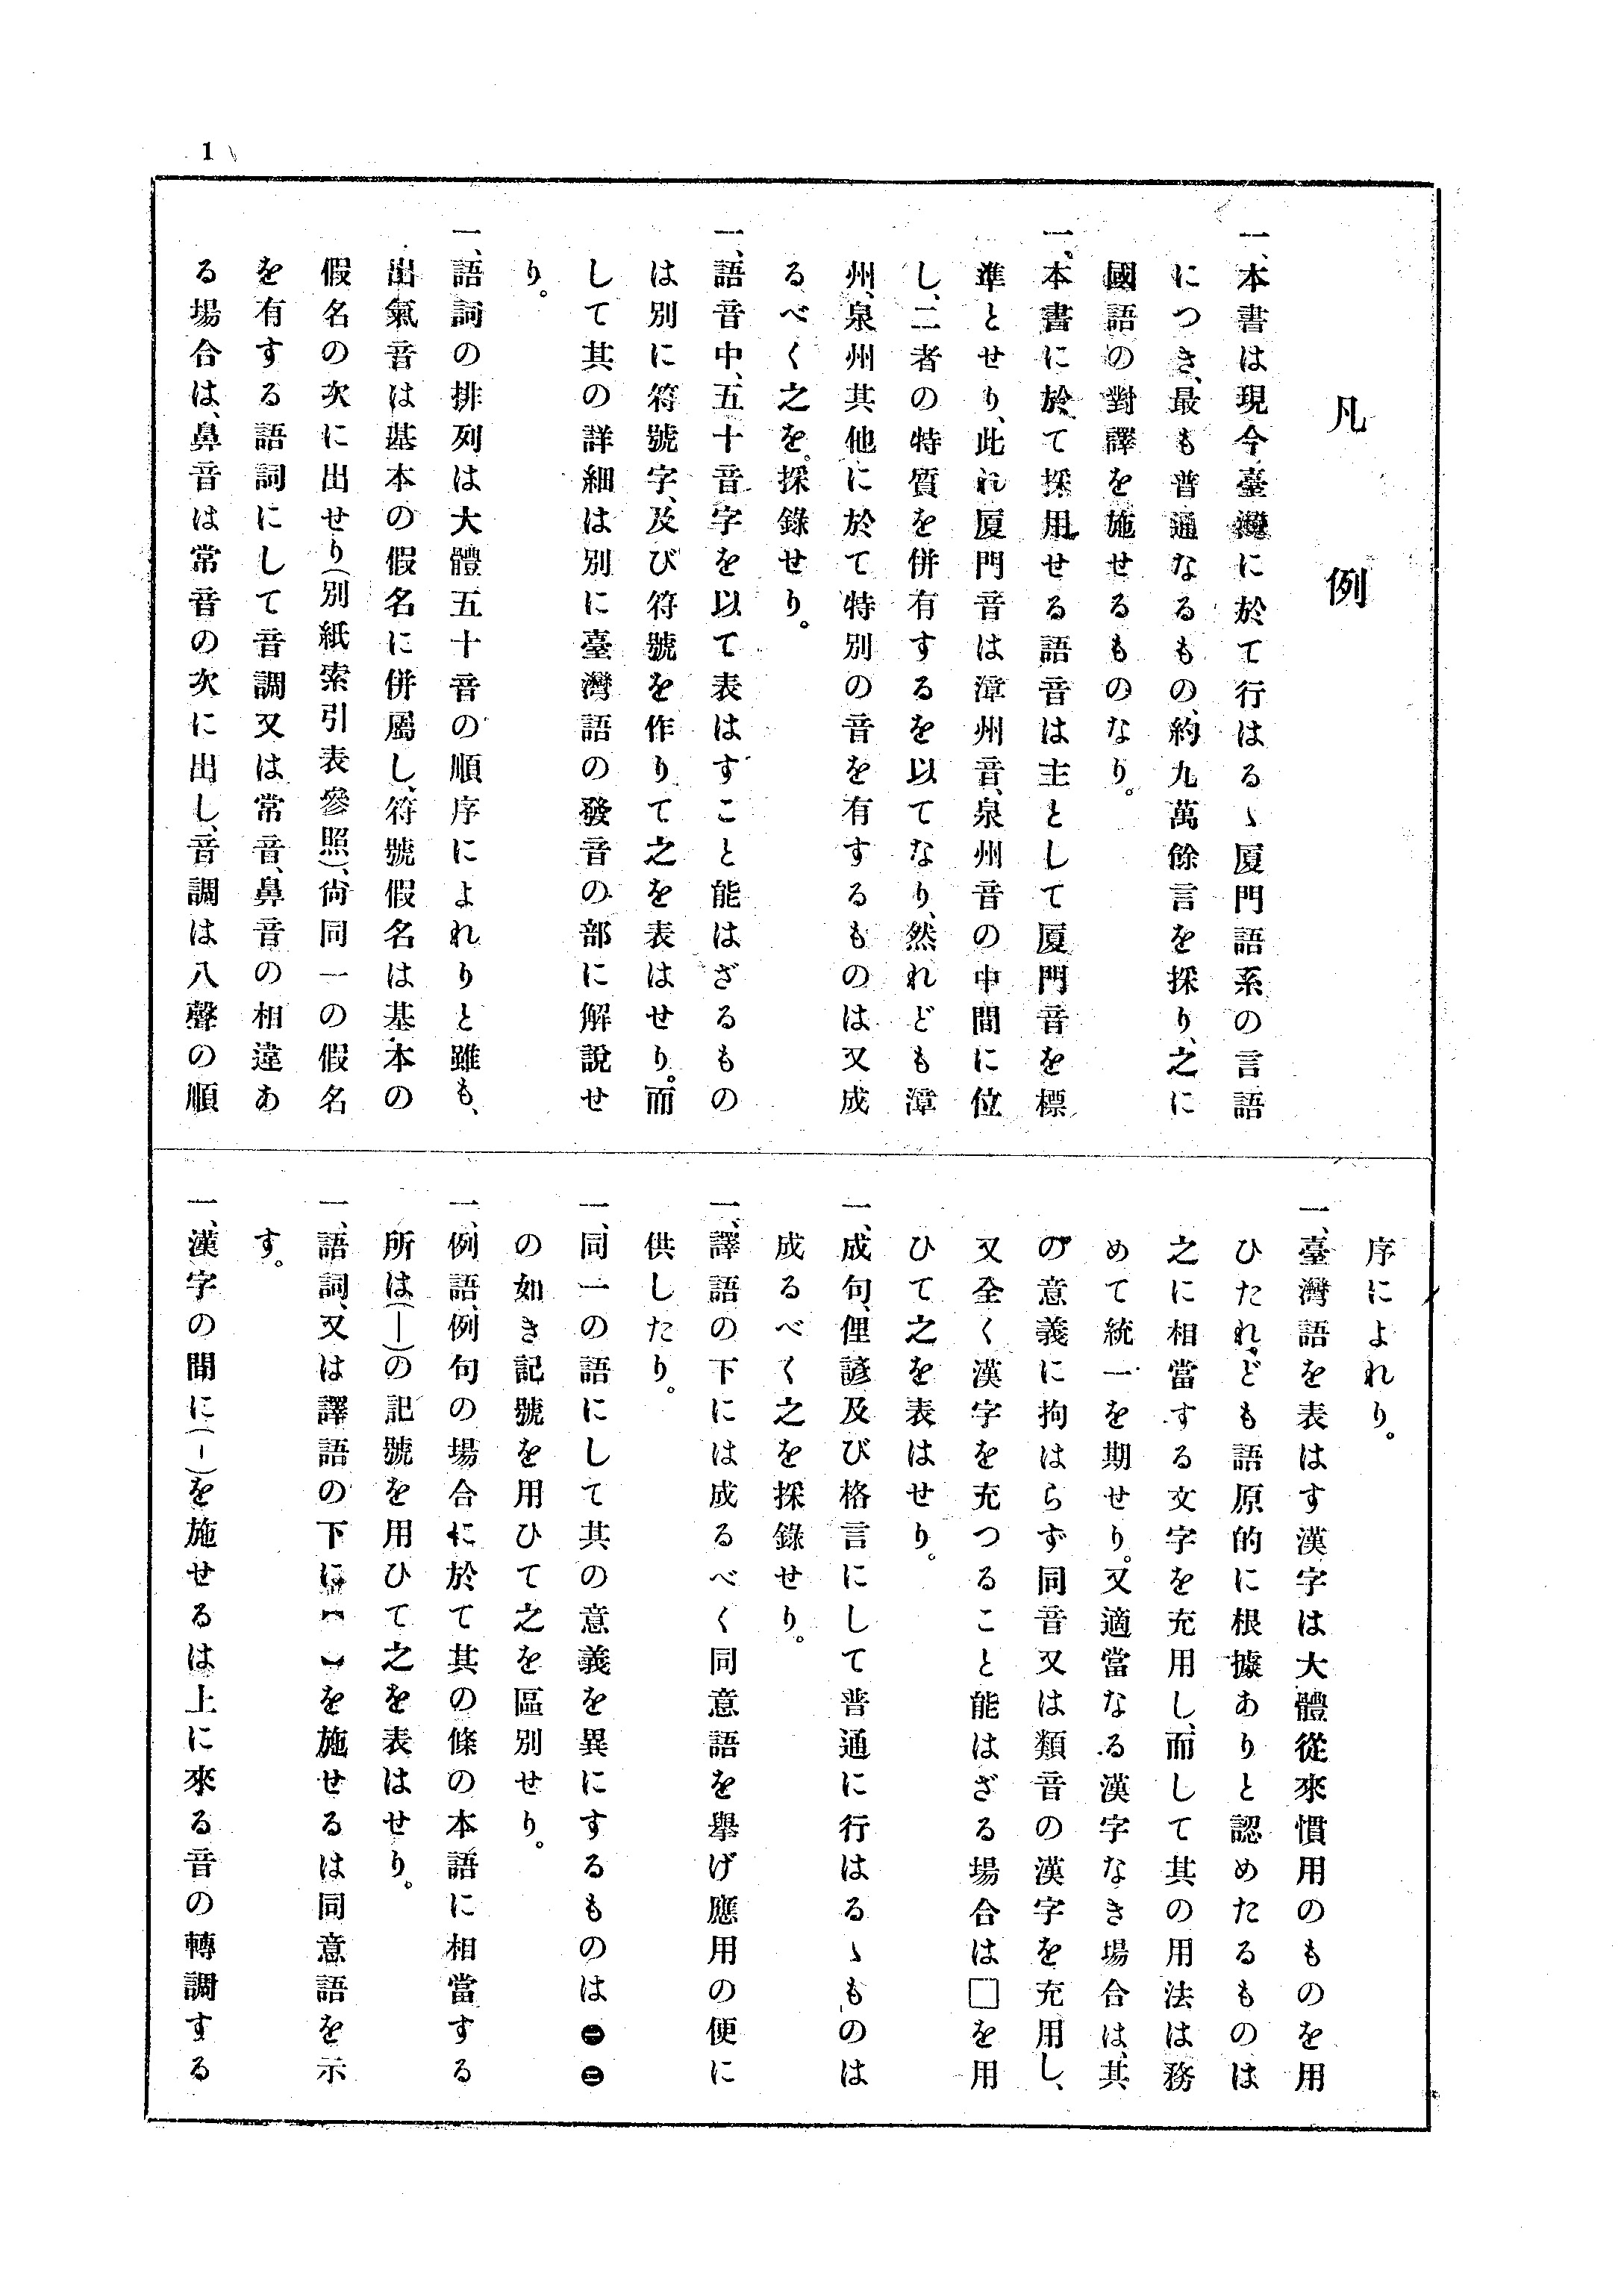 1
凡例
一、本書は現今臺灣に於て行はるゝ厦門語系の言語
につき、最も普通なるもの、約九萬餘言を採り、之に
國語の對譯を施せるものなり。
一、本書に於て採用せる語音は主として厦門音を標
準とせり、此れ厦門音は漳州音、泉州音の中間に位
し、二者の特質を併有するを以てなり、然れども漳
州、泉州其他に於て特別の音を有するものは又成
るべく之を採錄せり。
一、語音中、五十音字を以て表はすこと能はざるもの
は別に符號字、及び符號を作りて之を表はせり。而
して其の詳細は別に臺灣語の發音の部に解說せ
り。
一、語詞の排列は大體五十音の順序によれりと雖も、
出氣音は基本の假名に併屬し、符號假名は基本の
假名の次に出せり(別紙索引表參照)、尙同一の假名
を有する語詞にして音調又は常音、鼻音の相違あ
る場合は、鼻音は常音の次に出し、音調は八聲の順
序によれり。
一、臺灣語を表はす漢字は大體從來慣用のものを用
ひたれども語原的に根據ありと認めたるものは
之に相當する文字を充用し、而して其の用法は務
めて統一を期せり。又適當なる漢字なき場合は、其
の意義に拘はらず同音又は類音の漢字を充用し、
又全く漢字を充つること能はざる場合は□を用
ひて之を表はせり。
一、成句、俚諺及び格言にして普通に行はるゝものは
成るべく之を採錄せり。
一、譯語の下には成るべく同意語を擧げ應用の便に
供したり。
一、同一の語にして其の意義を異にするものは㊀㊁
の如き記號を用ひて之を區別せり。
一、例語、例句の場合に於て其の條の本語に相當する
所は(―)の記號を用ひて之を表はせり。
一、語詞、又は譯語の下に【 】を施せるは同意語を示
す。
一、漢字の間に(-)を施せるは上に來る音の轉調する